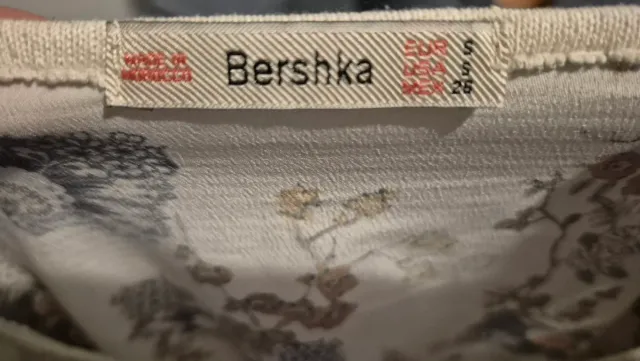 MADE IN
MOROCCO
Bershka
EUR S
USA S
MEX 26